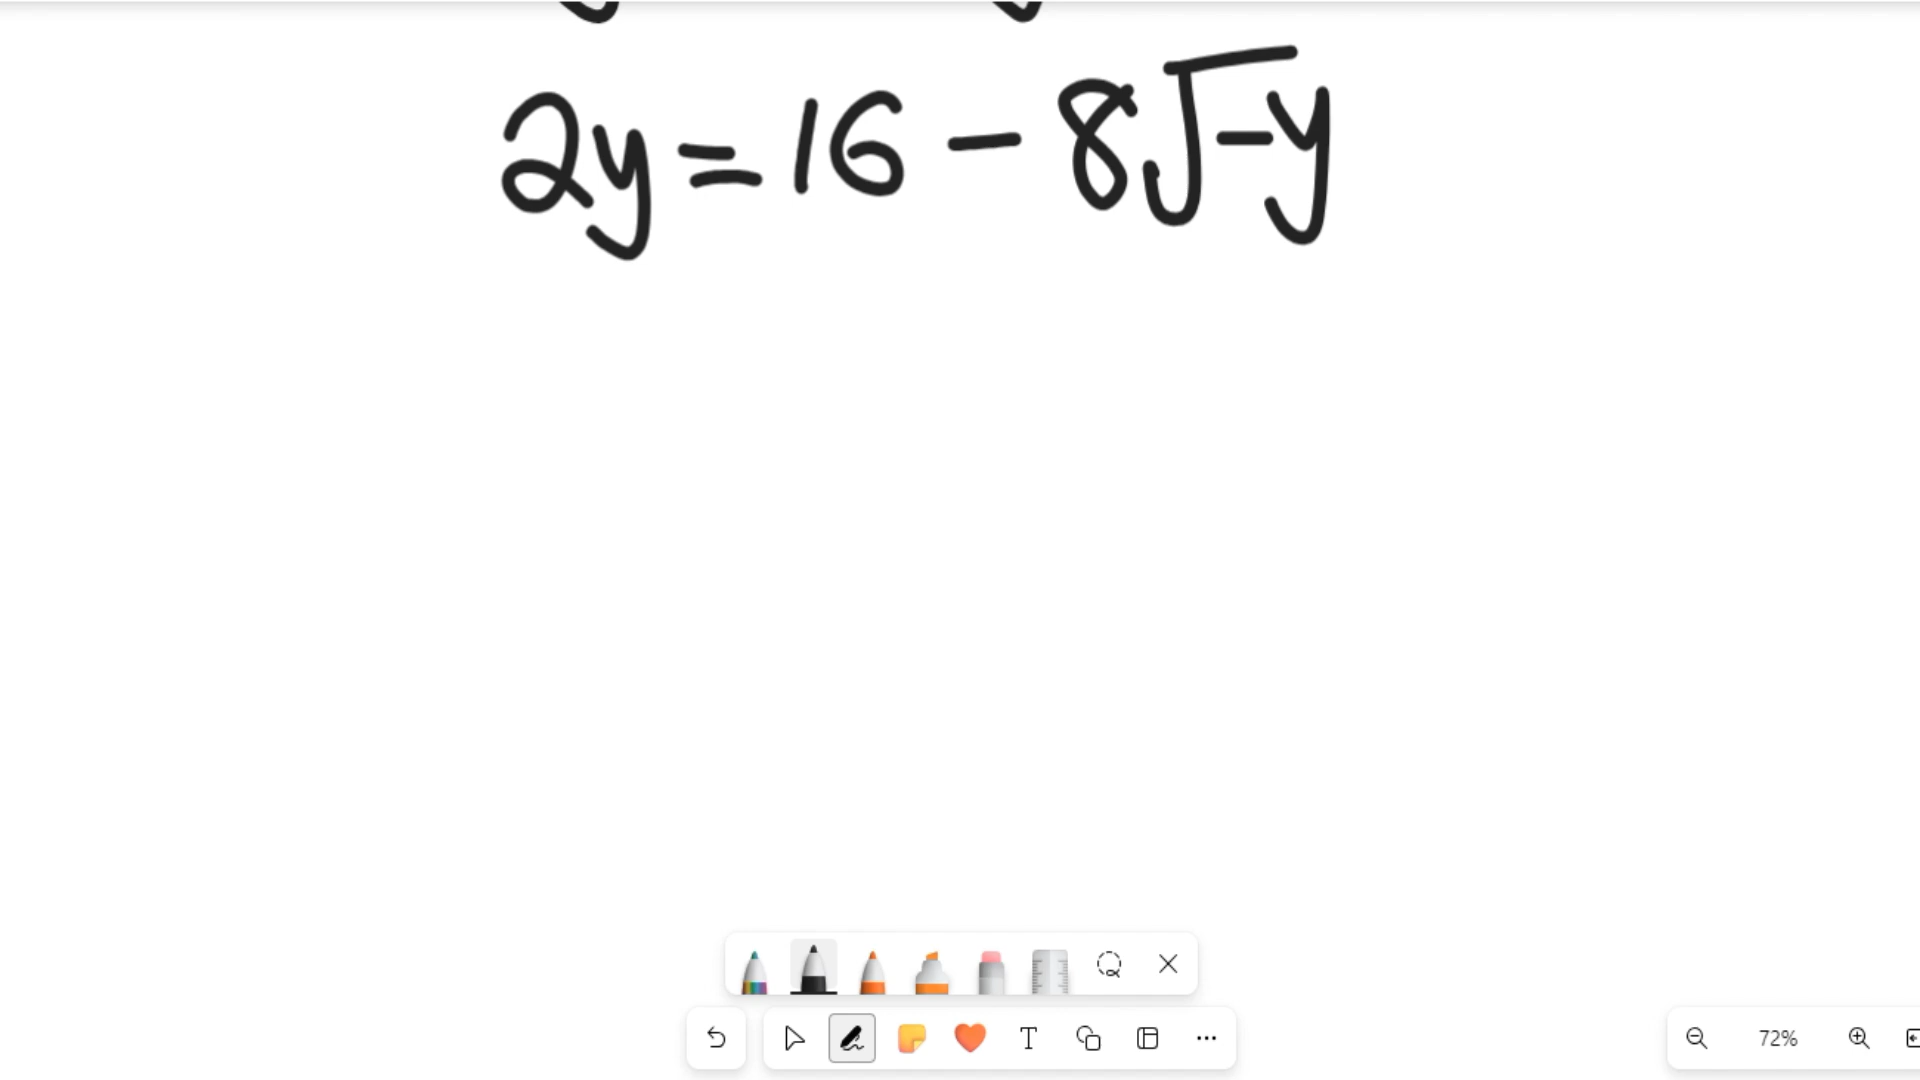 2y = 16 - 8√-y
72%